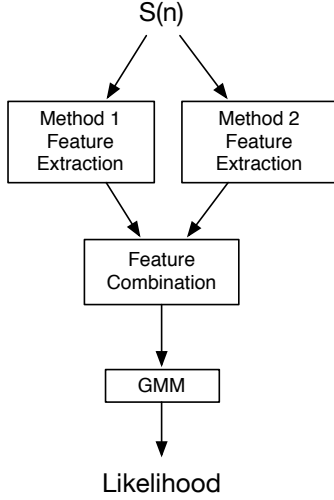 S(n)
Method 1
Feature
Extraction
Method 2
Feature
Extraction
Feature
Combination
GMM
Likelihood